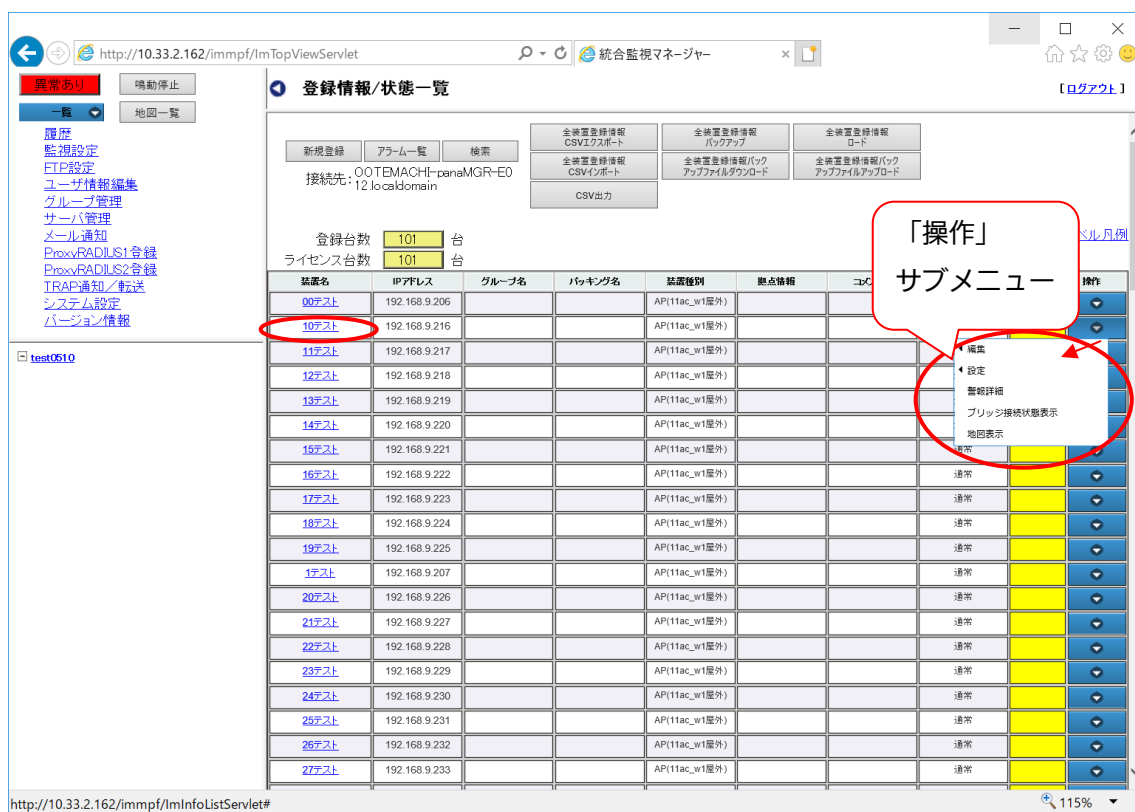 http://10.33.2.162/immpf/ImTopViewServlet
統合監視マネージャー
異常あり
鳴動停止
一覧
地図一覧
履歴
監視設定
FTP設定
ユーザ情報編集
グループ管理
サーバ管理
メール通知
ProxyRADIUS1登録
ProxyRADIUS2登録
TRAP通知／転送
システム設定
バージョン情報
test0510
登録情報/状態一覧
[ログアウト]
新規登録 アラーム一覧 検索
接続先: OOTEMACHI-panaMGR-E0
12.localdomain
全装置登録情報
CSVエクスポート
全装置登録情報
バックアップ
全装置登録情報
ロード
全装置登録情報
CSVインポート
全装置登録情報バック
アップファイルダウンロード
全装置登録情報バック
アップファイルアップロード
CSV出力
登録台数 101 台
ライセンス台数 101 台
ベル凡例
「操作」
サブメニュー
装置名 IPアドレス グループ名 パッキング名 装置種別 拠点情報 操作
00テスト 192.168.9.206 AP(11ac_w1屋外)
10テスト 192.168.9.216 AP(11ac_w1屋外)
11テスト 192.168.9.217 AP(11ac_w1屋外)
12テスト 192.168.9.218 AP(11ac_w1屋外)
13テスト 192.168.9.219 AP(11ac_w1屋外)
14テスト 192.168.9.220 AP(11ac_w1屋外)
15テスト 192.168.9.221 AP(11ac_w1屋外) 通常
16テスト 192.168.9.222 AP(11ac_w1屋外) 通常
17テスト 192.168.9.223 AP(11ac_w1屋外) 通常
18テスト 192.168.9.224 AP(11ac_w1屋外) 通常
19テスト 192.168.9.225 AP(11ac_w1屋外) 通常
1テスト 192.168.9.207 AP(11ac_w1屋外) 通常
20テスト 192.168.9.226 AP(11ac_w1屋外) 通常
21テスト 192.168.9.227 AP(11ac_w1屋外) 通常
22テスト 192.168.9.228 AP(11ac_w1屋外) 通常
23テスト 192.168.9.229 AP(11ac_w1屋外) 通常
24テスト 192.168.9.230 AP(11ac_w1屋外) 通常
25テスト 192.168.9.231 AP(11ac_w1屋外) 通常
26テスト 192.168.9.232 AP(11ac_w1屋外) 通常
27テスト 192.168.9.233 AP(11ac_w1屋外) 通常
編集
設定
警報詳細
ブリッジ接続状態表示
地図表示
http://10.33.2.162/immpf/ImInfoListServlet#
115%